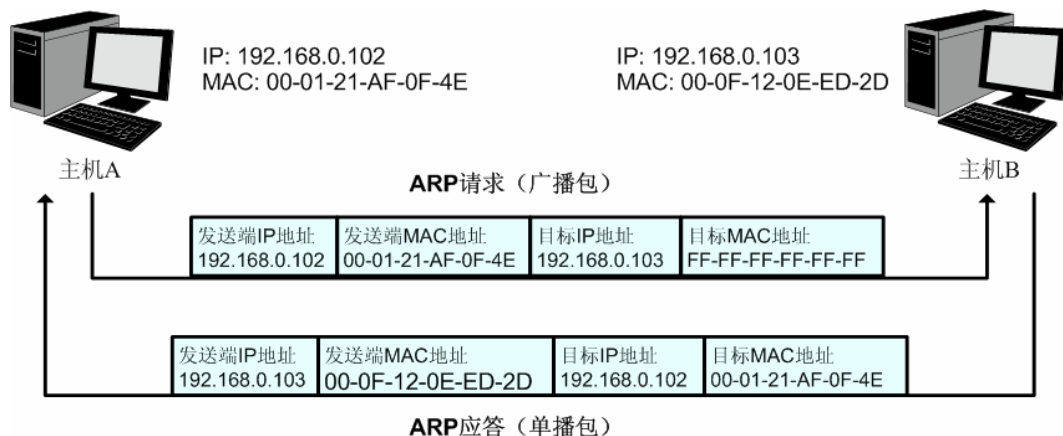 IP: 192.168.0.102
MAC: 00-01-21-AF-0F-4E
IP: 192.168.0.103
MAC: 00-0F-12-0E-ED-2D
主机A
主机B
ARP请求（广播包）
发送端IP地址
192.168.0.102
发送端MAC地址
00-01-21-AF-0F-4E
目标IP地址
192.168.0.103
目标MAC地址
FF-FF-FF-FF-FF-FF
发送端IP地址
192.168.0.103
发送端MAC地址
00-0F-12-0E-ED-2D
目标IP地址
192.168.0.102
目标MAC地址
00-01-21-AF-0F-4E
ARP应答（单播包）